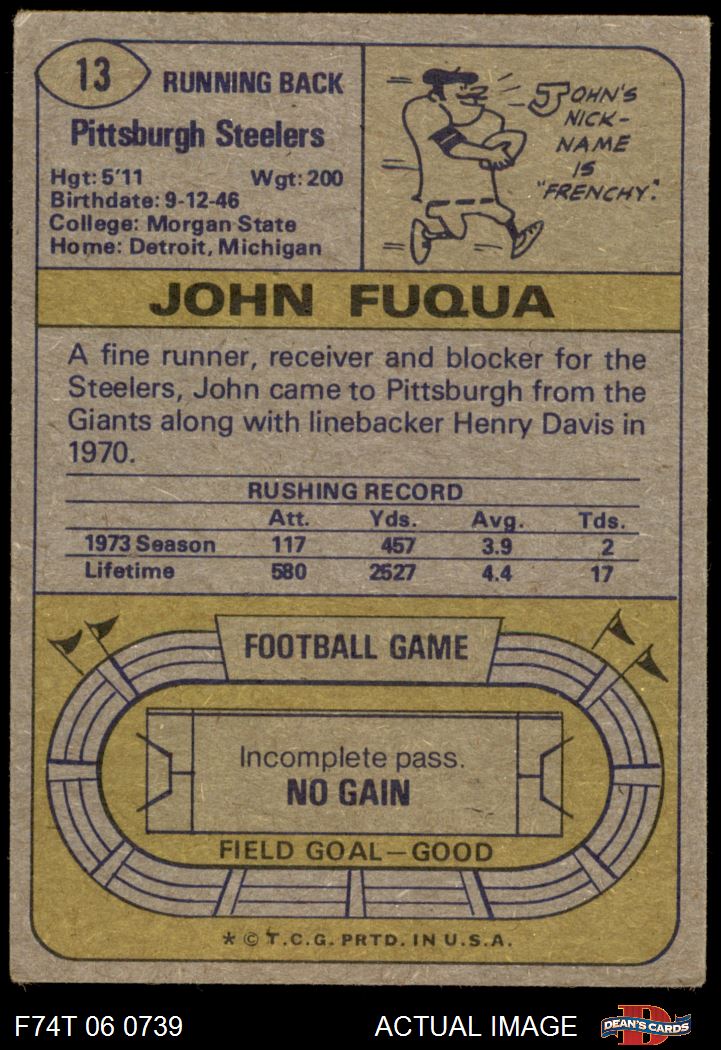 13
RUNNING BACK
Pittsburgh Steelers
Hgt: 5'11 Wgt: 200
Birthdate: 9-12-46
College: Morgan State
Home: Detroit, Michigan
JOHN'S
NICK-
NAME
IS
"FRENCHY."
JOHN FUQUA
A fine runner, receiver and blocker for the
Steelers, John came to Pittsburgh from the
Giants along with linebacker Henry Davis in
1970.
RUSHING RECORD
Att. Yds. Avg. Tds.
1973 Season 117 457 3.9 2
Lifetime 580 2527 4.4 17
FOOTBALL GAME
Incomplete pass.
NO GAIN
FIELD GOAL—GOOD
* © T.C.G. PRTD. IN U.S.A.
F74T 06 0739 ACTUAL IMAGE
D
DEAN'S CARDS